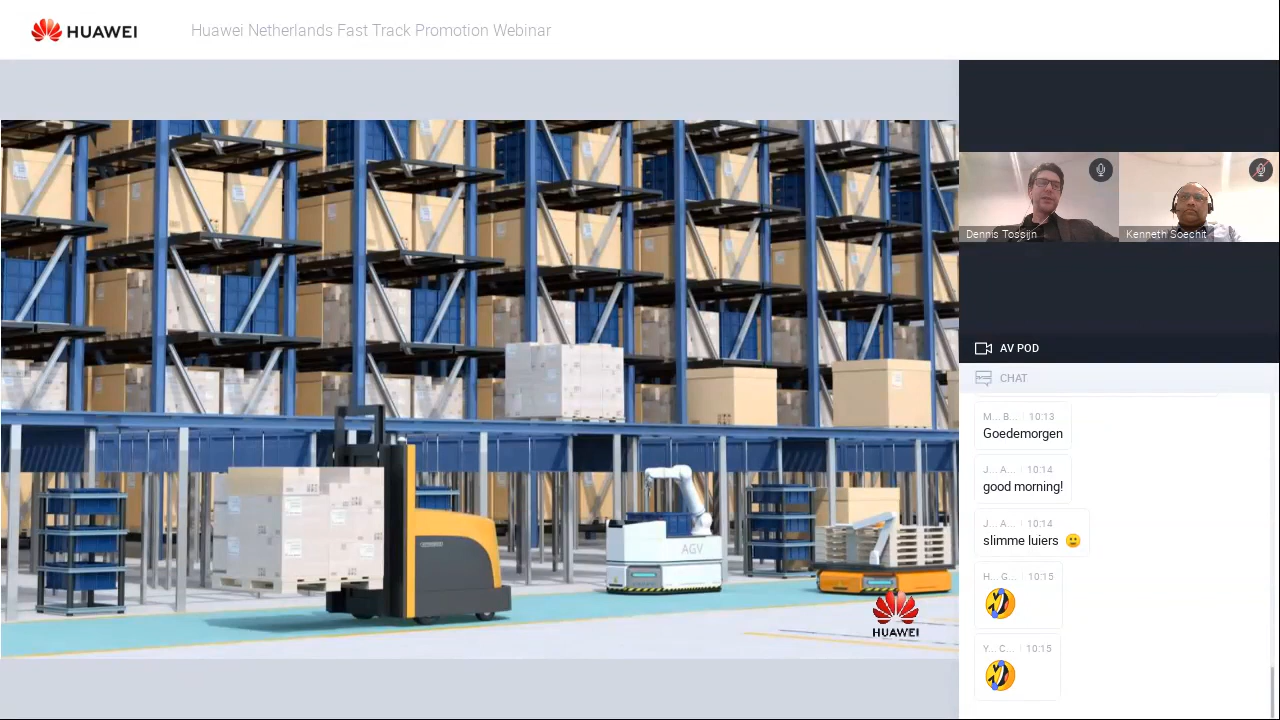 HUAWEI
Huawei Netherlands Fast Track Promotion Webinar
AGV
HUAWEI
Dennis Tossijn
Kenneth Soechit
AV POD
CHAT
M... B... 10:13
Goedemorgen
J... A... 10:14
good morning!
J... A... 10:14
slimme luiers
H... G... 10:15
Y... C... 10:15